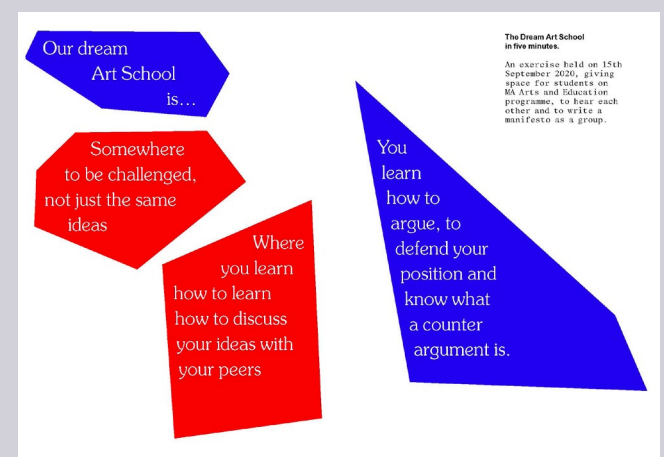 Our dream
Art School
is...
Somewhere
to be challenged,
not just the same
ideas
Where
you learn
how to learn
how to discuss
your ideas with
your peers
You
learn
how to
argue, to
defend your
position and
know what
a counter
argument is.
The Dream Art School
in five minutes.
An exercise held on 15th
September 2020, giving
space for students on
MA Arts and Education
programme, to hear each
other and to write a
manifesto as a group.